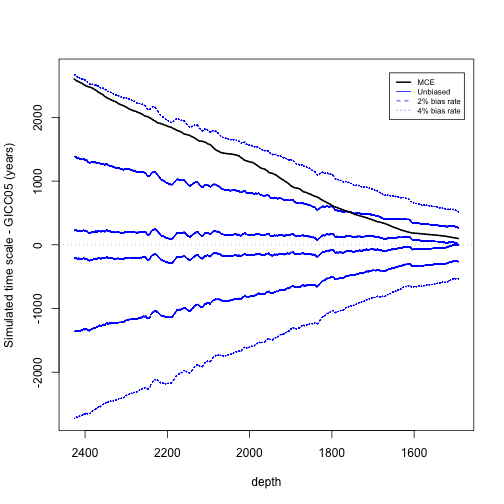 MCE
Unbiased
2% bias rate
4% bias rate
Simulated time scale - GICC05 (years)
2000
1000
0
-1000
-2000
2400
2200
2000
1800
1600
depth